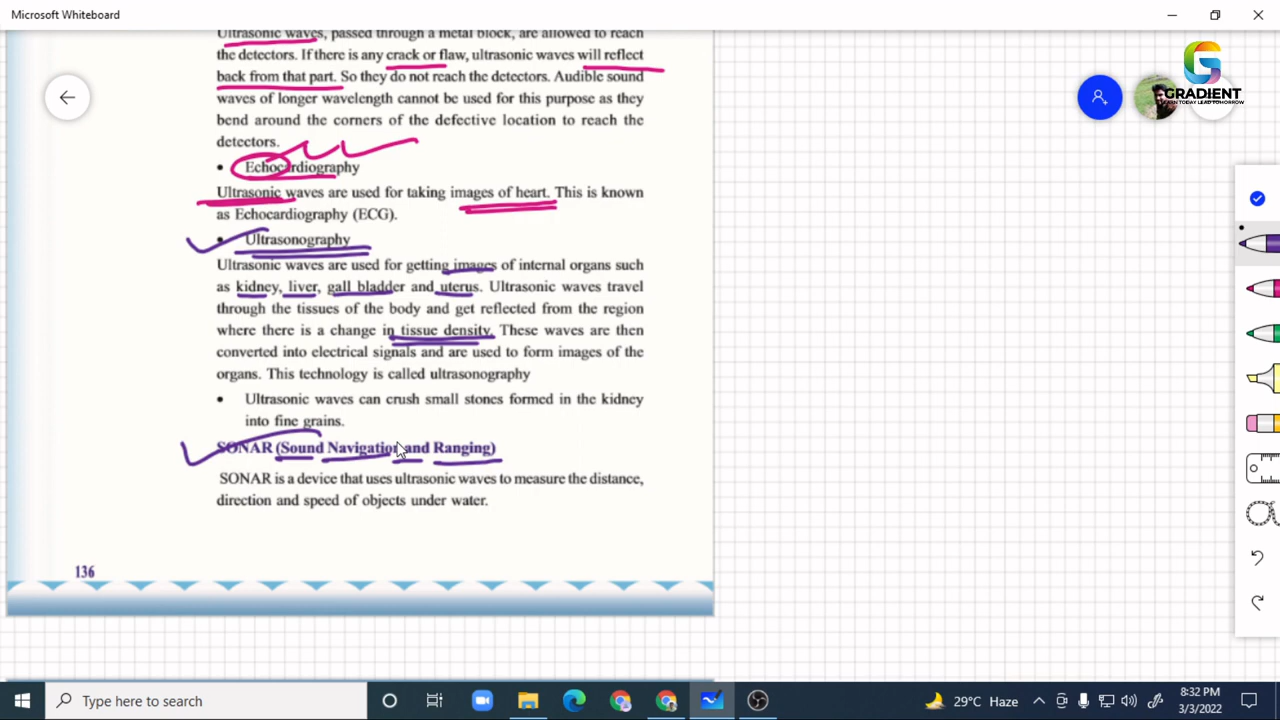 Microsoft Whiteboard
Ultrasonic waves, passed through a metal block, are allowed to reach
the detectors. If there is any crack or flaw, ultrasonic waves will reflect
back from that part. So they do not reach the detectors. Audible sound
waves of longer wavelength cannot be used for this purpose as they
bend around the corners of the defective location to reach the
detectors.
• Echocardiography
Ultrasonic waves are used for taking images of heart. This is known
as Echocardiography (ECG).
• Ultrasonography
Ultrasonic waves are used for getting images of internal organs such
as kidney, liver, gall bladder and uterus. Ultrasonic waves travel
through the tissues of the body and get reflected from the region
where there is a change in tissue density. These waves are then
converted into electrical signals and are used to form images of the
organs. This technology is called ultrasonography
• Ultrasonic waves can crush small stones formed in the kidney
into fine grains.
SONAR (Sound Navigation and Ranging)
SONAR is a device that uses ultrasonic waves to measure the distance,
direction and speed of objects under water.
136
GRADIENT
LEARN TODAY LEAD TOMORROW
Type here to search
29°C Haze
8:32 PM
3/3/2022